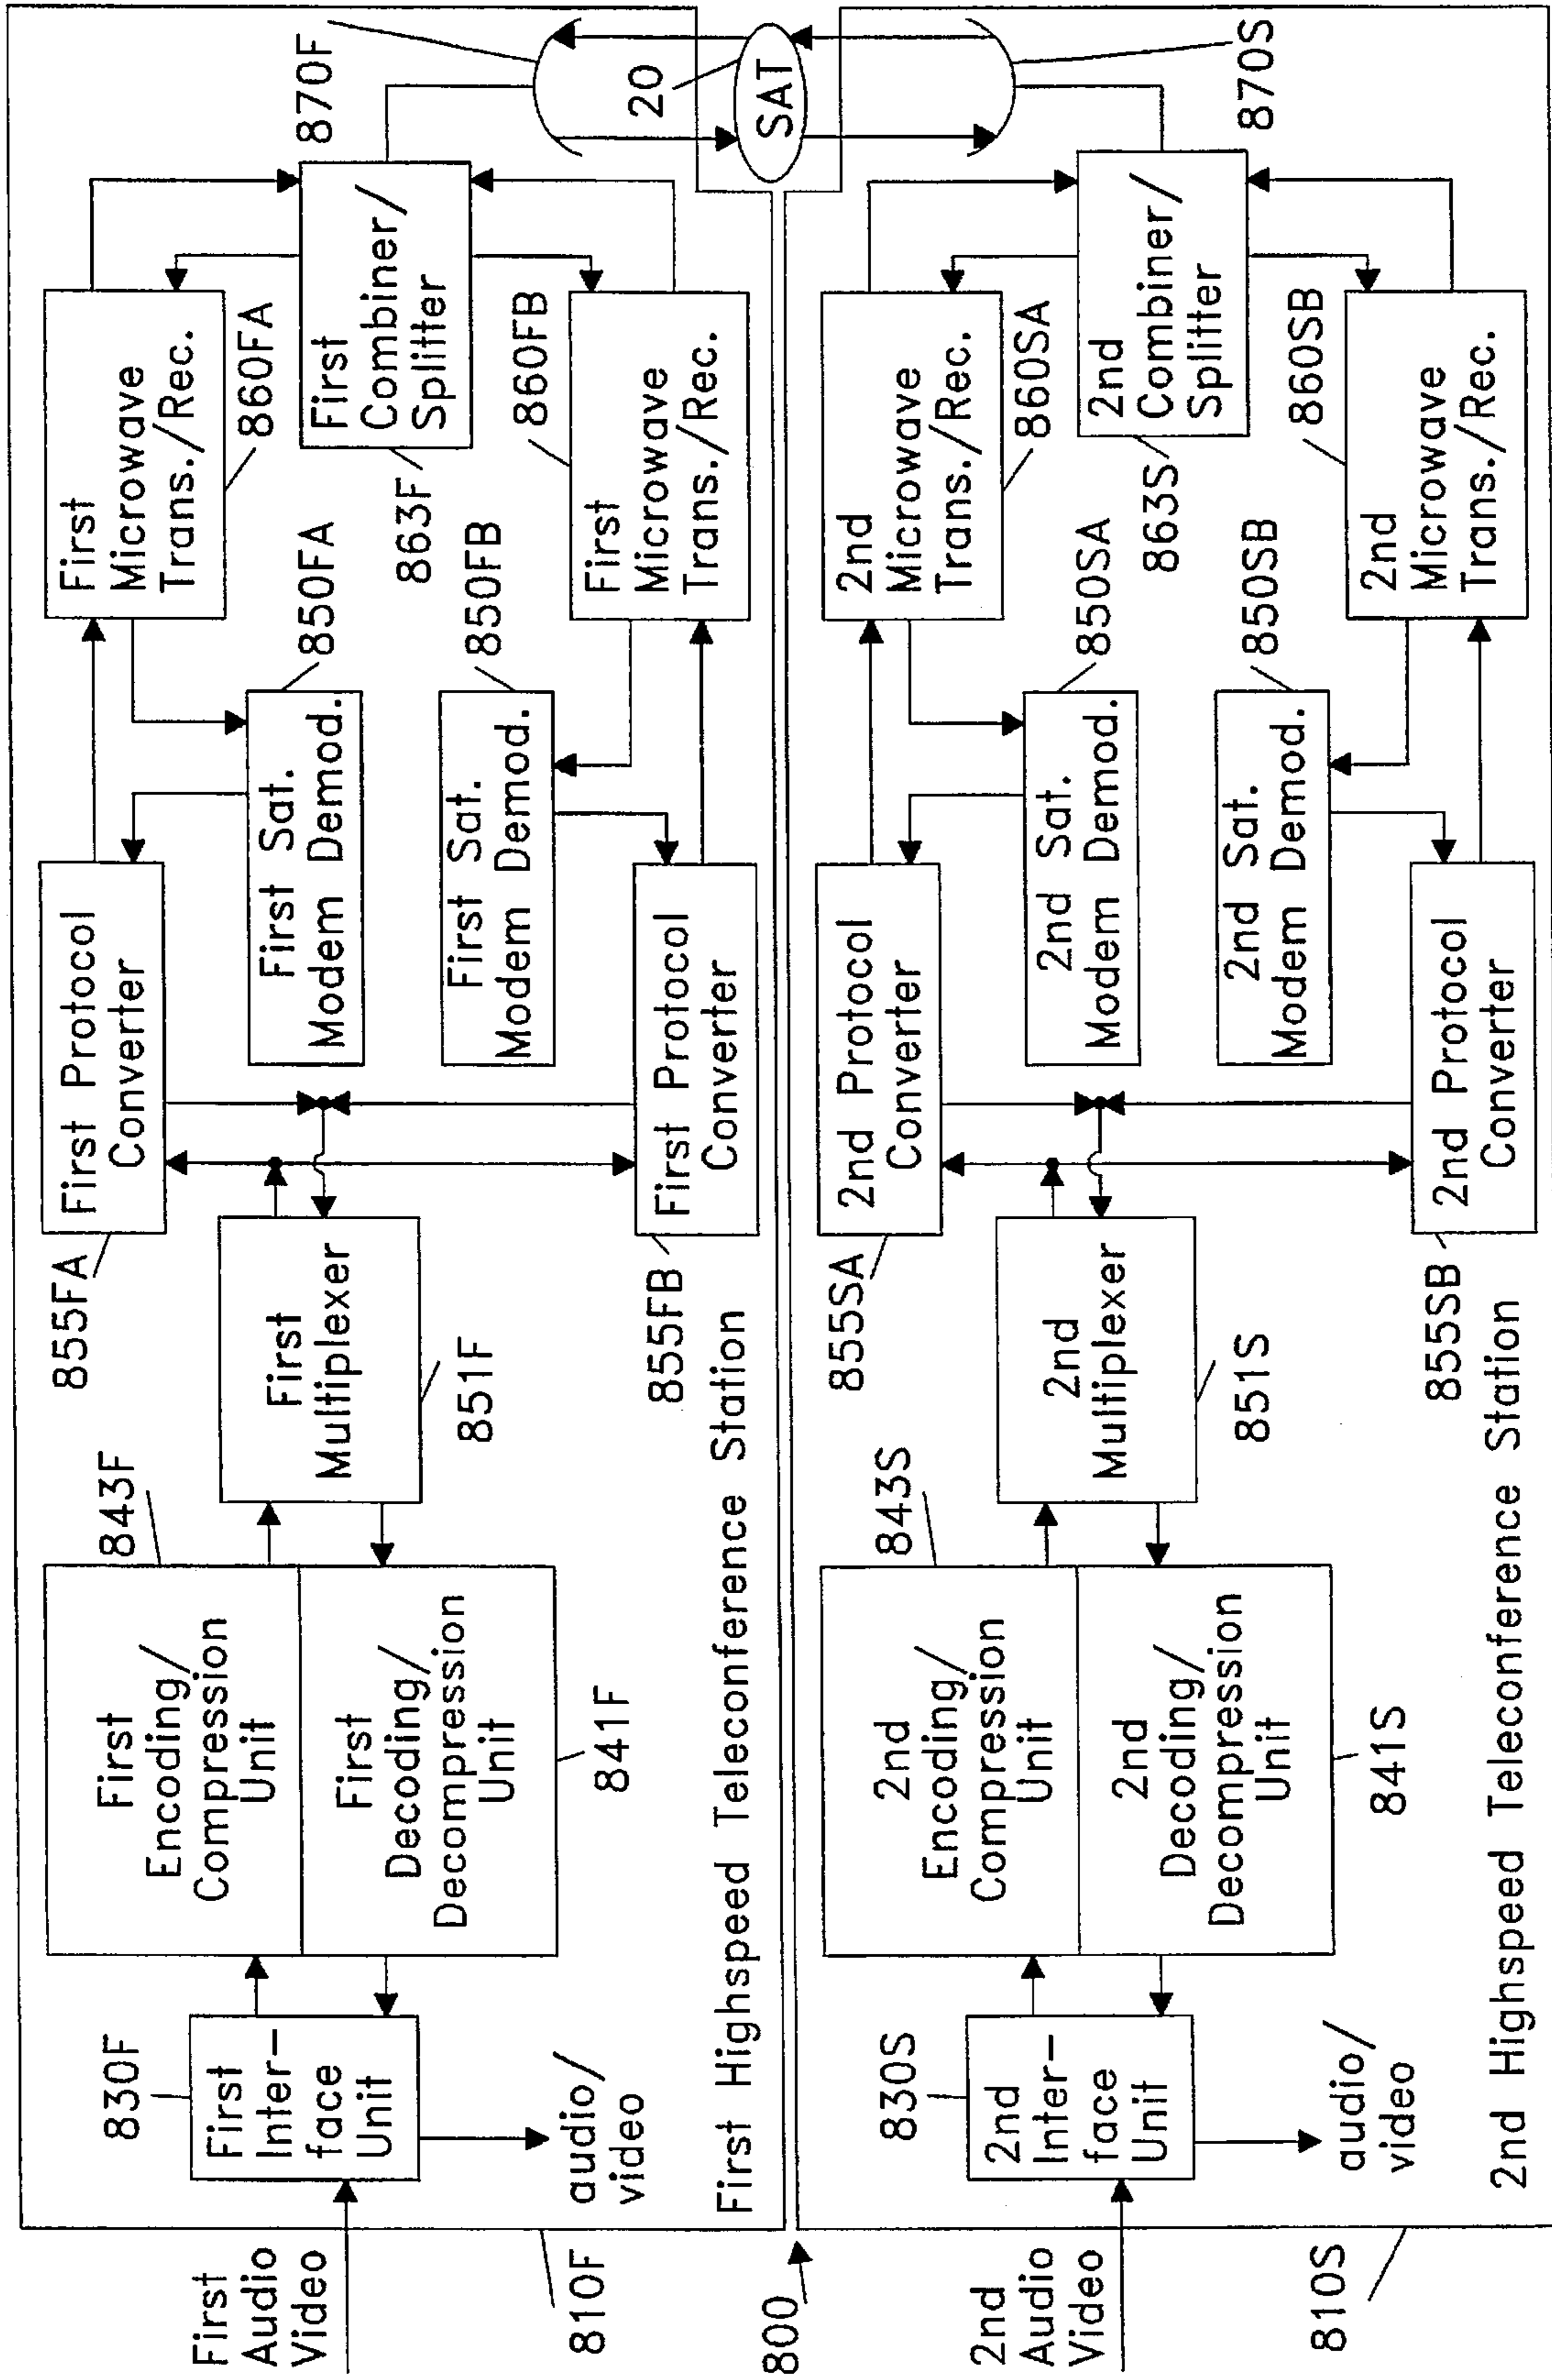 First
Audio
Video
810F
830F
First
Inter-
face
Unit
audio/
video
843F
First
Encoding/
Compression
Unit
First
Decoding/
Decompression
Unit
841F
First
Multiplexer
851F
855FA
First Protocol
Converter
First Protocol
Converter
855FB
First Sat.
Modem Demod.
850FA
First Sat.
Modem Demod.
850FB
First
Microwave
Trans./Rec.
860FA
First
Microwave
Trans./Rec.
860FB
First
Combiner/
Splitter
863F
870F
20
SAT
First Highspeed Teleconference Station
800
2nd
Audio
Video
810S
830S
2nd
Inter-
face
Unit
audio/
video
843S
2nd
Encoding/
Compression
Unit
2nd
Decoding/
Decompression
Unit
841S
2nd
Multiplexer
851S
855SA
2nd Protocol
Converter
2nd Protocol
Converter
855SB
2nd Sat.
Modem Demod.
850SA
2nd Sat.
Modem Demod.
850SB
2nd
Microwave
Trans./Rec.
860SA
2nd
Microwave
Trans./Rec.
860SB
2nd
Combiner/
Splitter
863S
870S
2nd Highspeed Teleconference Station